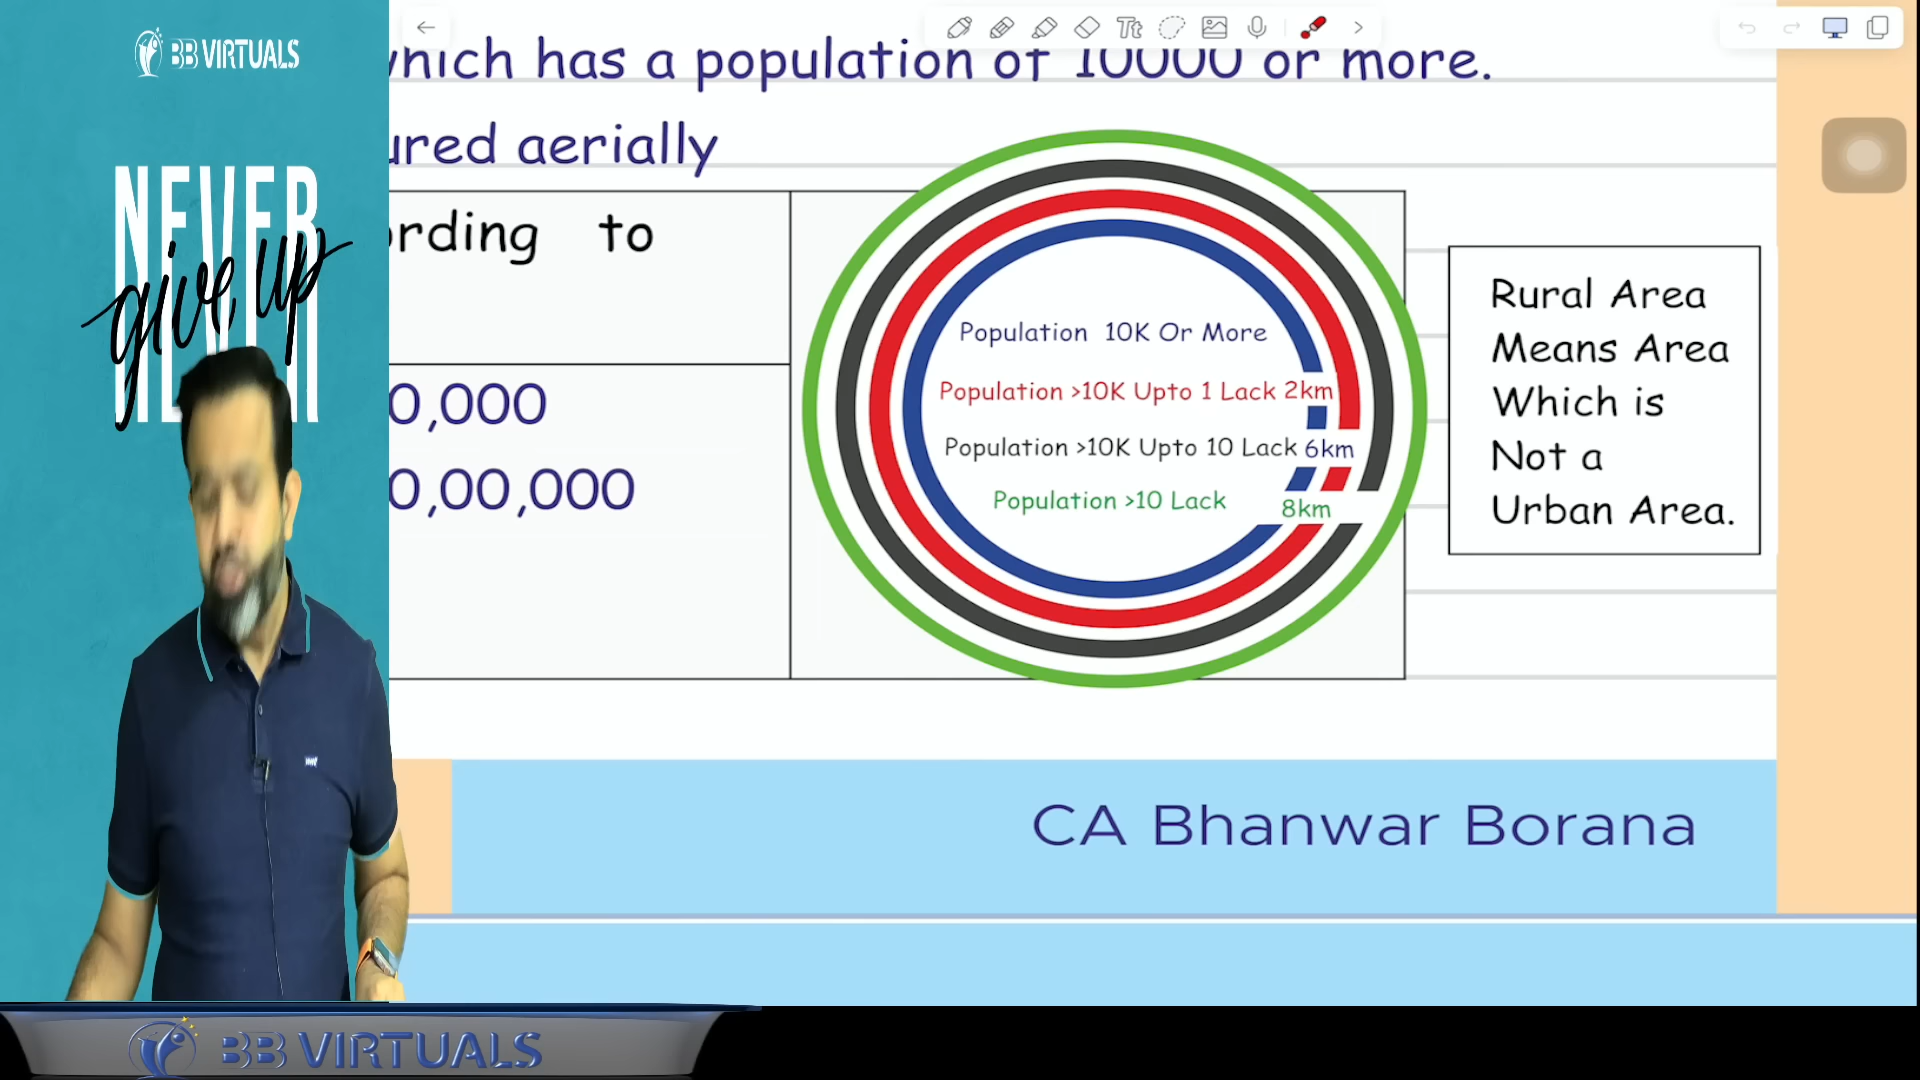 BB VIRTUALS
NEVER
give up
which has a population of 10000 or more.
ured aerially
ording to
0,000
0,00,000
Population 10K Or More
Population >10K Upto 1 Lack 2km
Population >10K Upto 10 Lack 6km
Population >10 Lack 8km
Rural Area
Means Area
Which is
Not a
Urban Area.
CA Bhanwar Borana
BB VIRTUALS